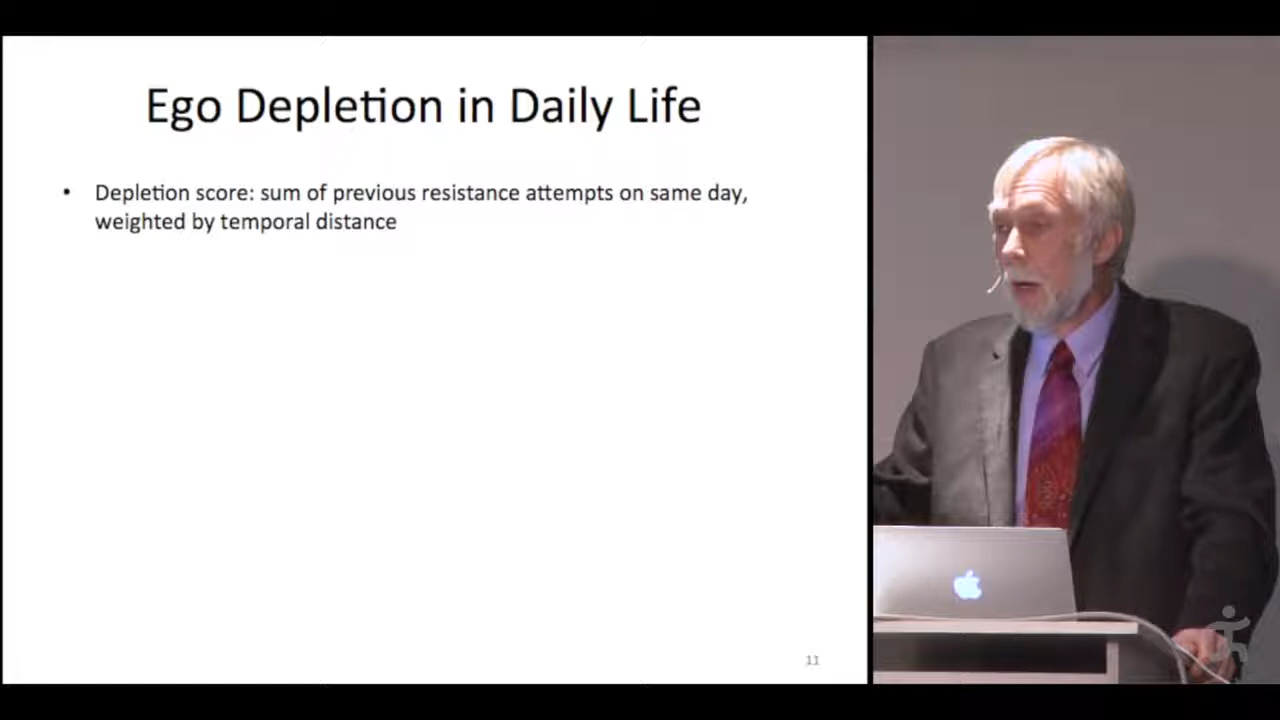 Ego Depletion in Daily Life
• Depletion score: sum of previous resistance attempts on same day,
weighted by temporal distance
11